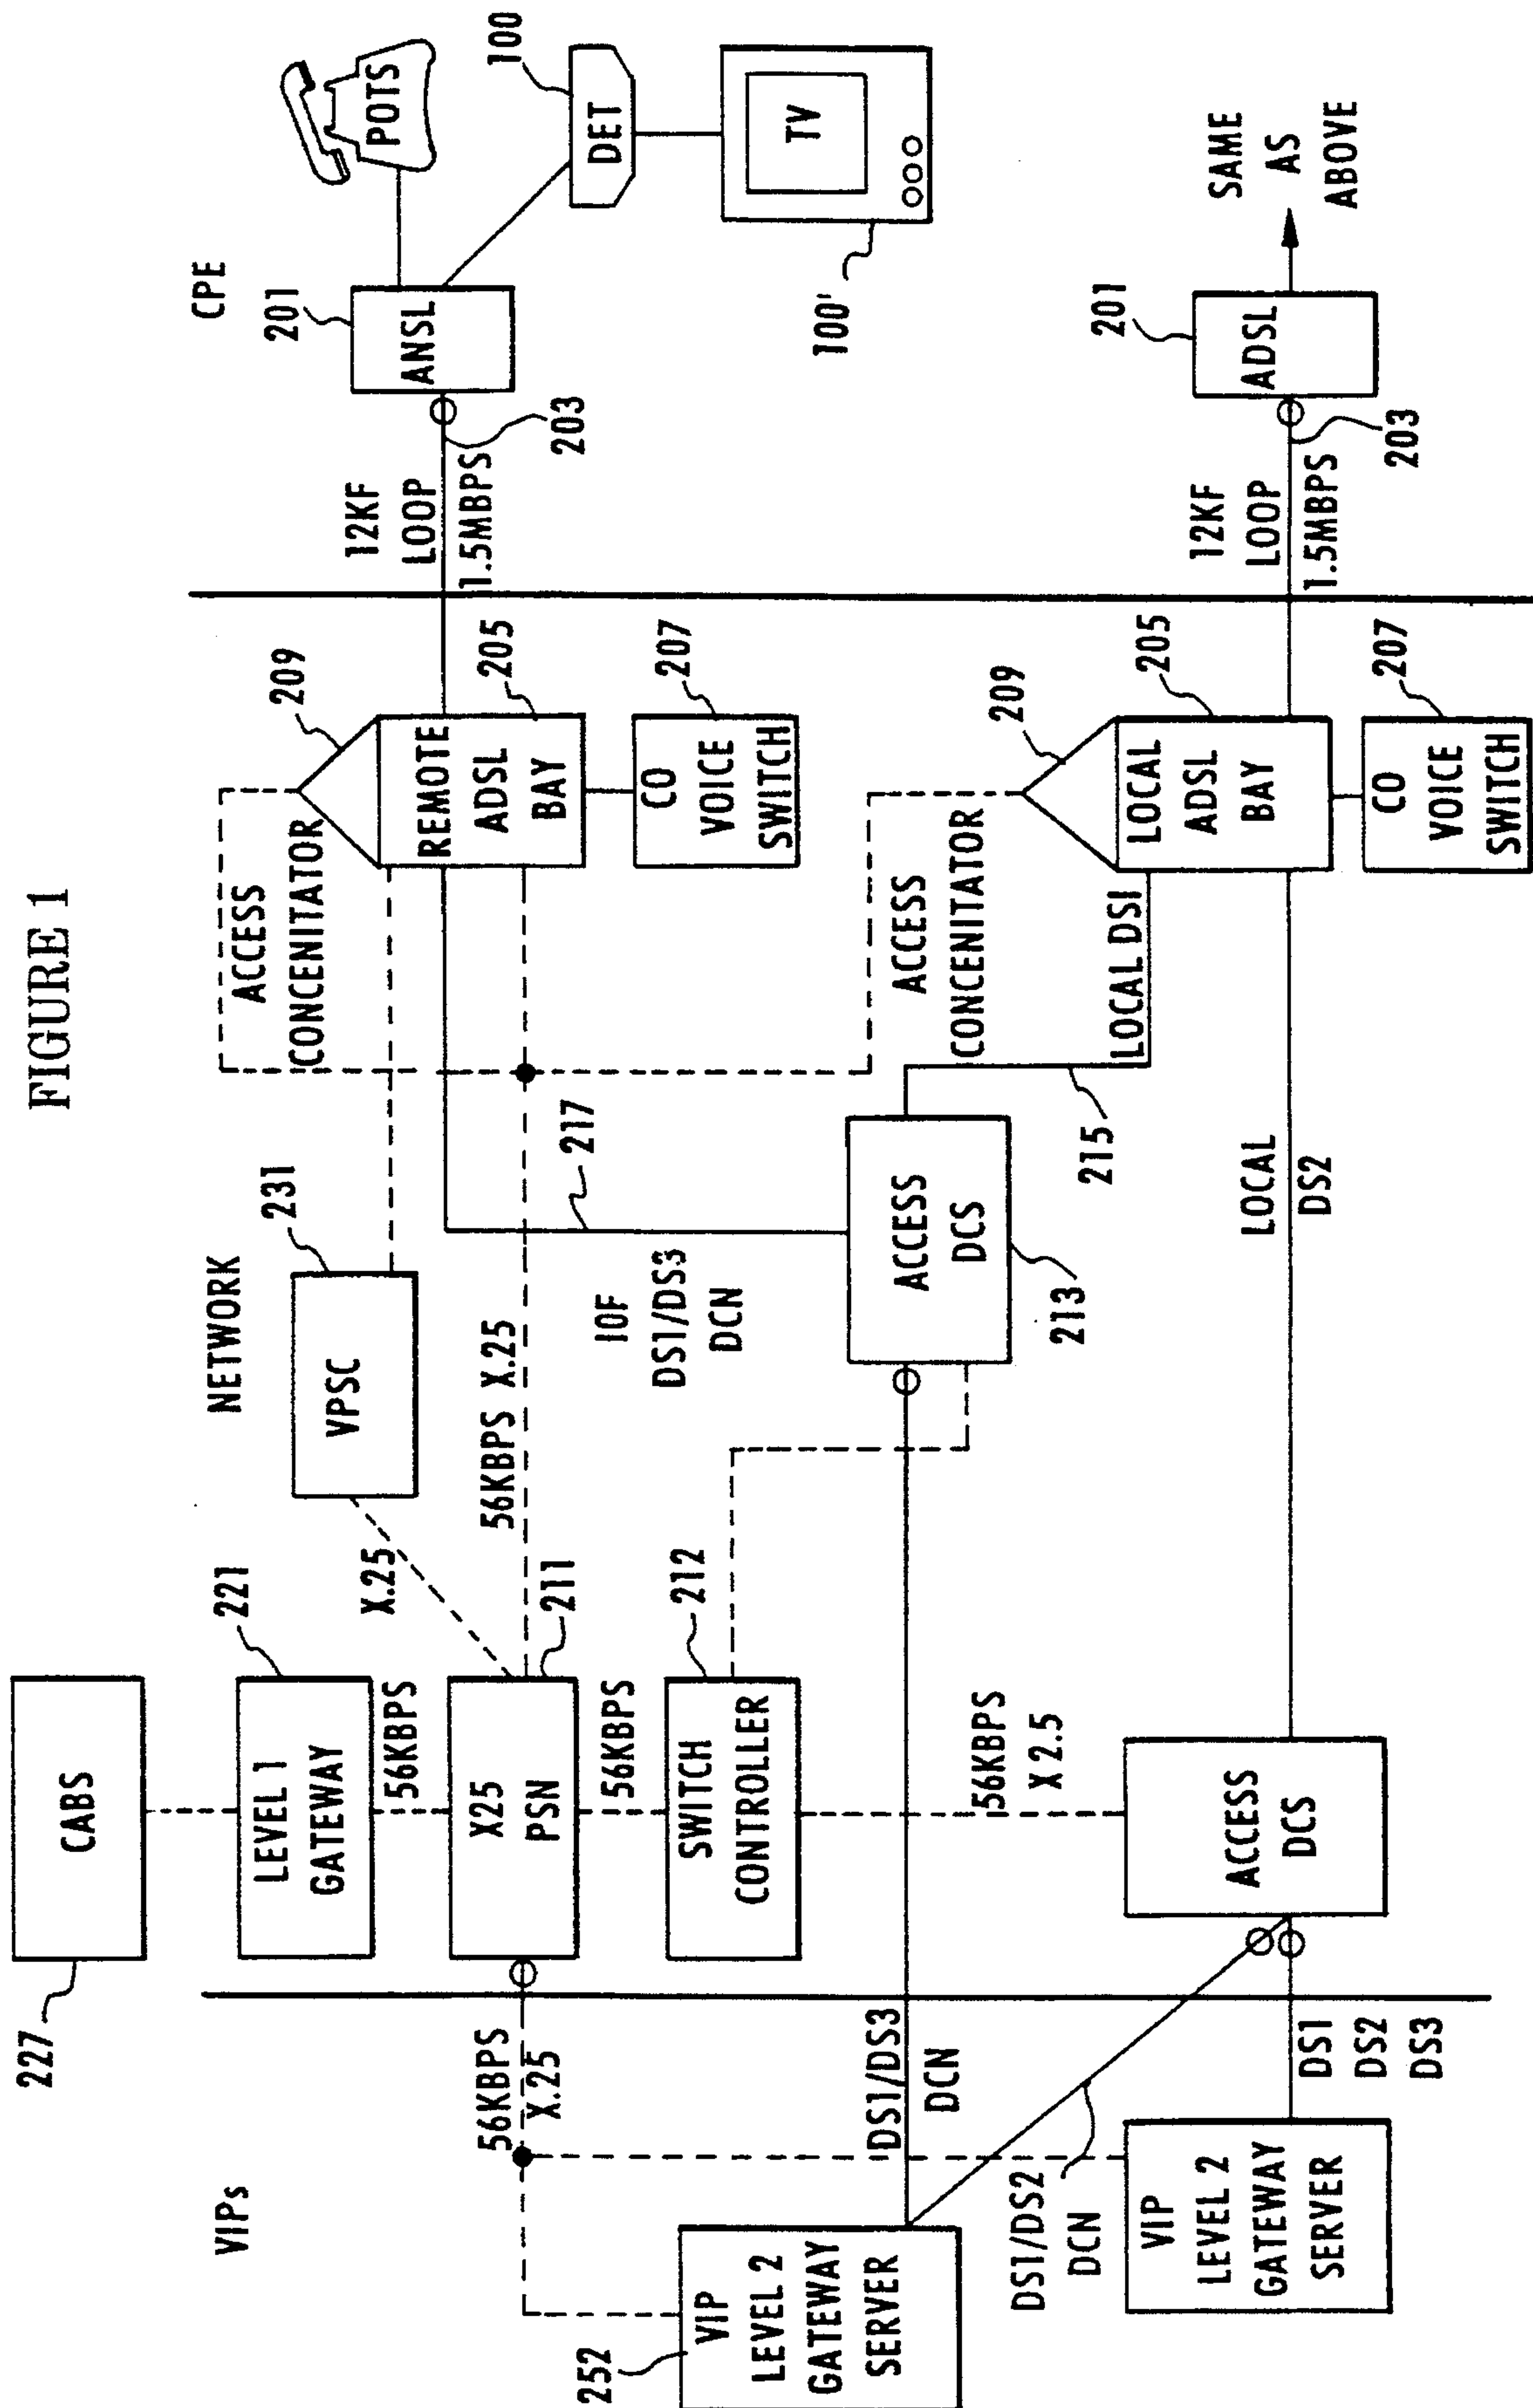 FIGURE 1
VIPs
NETWORK
CPE
227
CABS
221
LEVEL 1
GATEWAY
56KBPS
X.25
231
VPSC
X25
PSN
211
56KBPS X.25
56KBPS
X.25
56KBPS
212
SWITCH
CONTROLLER
252
VIP
LEVEL 2
GATEWAY
SERVER
DS1/DS3
DCN
DS1/DS2
DCN
VIP
LEVEL 2
GATEWAY
SERVER
DS1
DS2
DS3
56KBPS
X 2.5
ACCESS
DCS
LOCAL
DS2
217
10F
DS1/DS3
DCN
ACCESS
DCS
213
215
LOCAL DSI
ACCESS
CONCENITATOR
209
REMOTE
ADSL
BAY
205
CO
VOICE
SWITCH
207
ACCESS
CONCENITATOR
209
LOCAL
ADSL
BAY
205
CO
VOICE
SWITCH
207
12KF
LOOP
1.5MBPS
203
201
ANSL
POTS
100
DET
TV
100'
12KF
LOOP
1.5MBPS
203
201
ADSL
SAME
AS
ABOVE